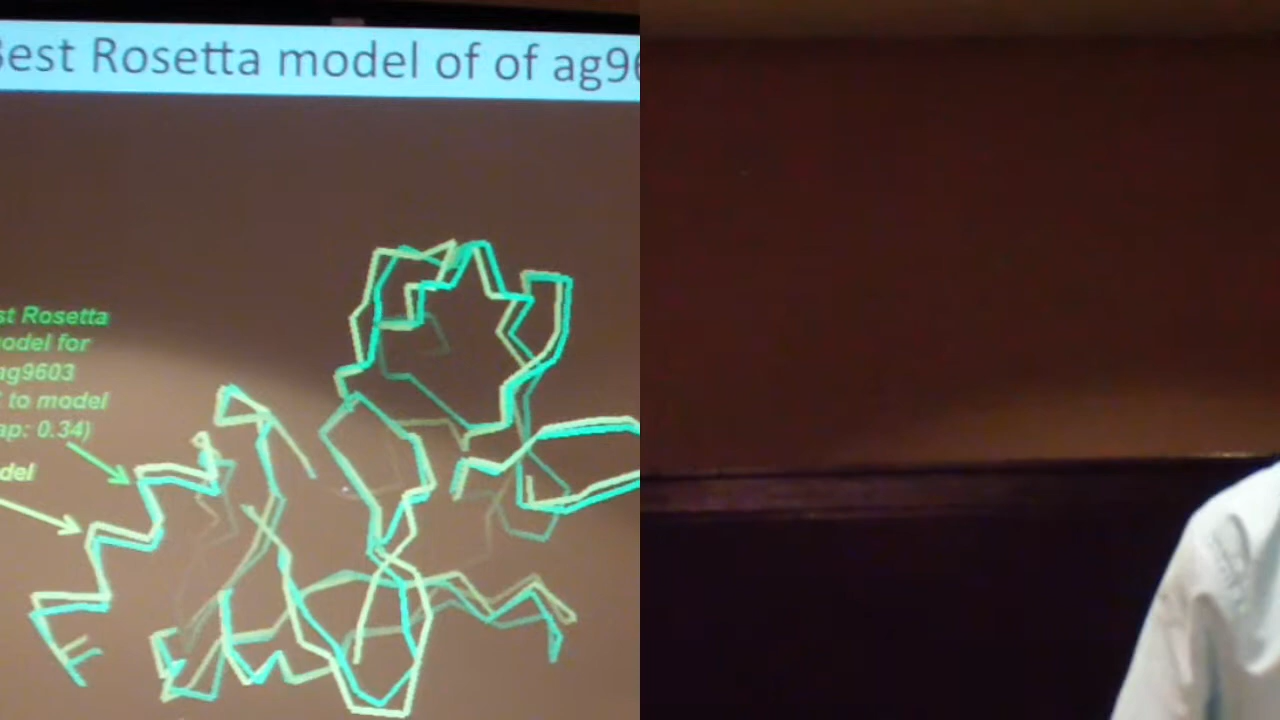 Best Rosetta model of of ag96
st Rosetta
odel for
ag9603
to model
ap: 0.34)
del